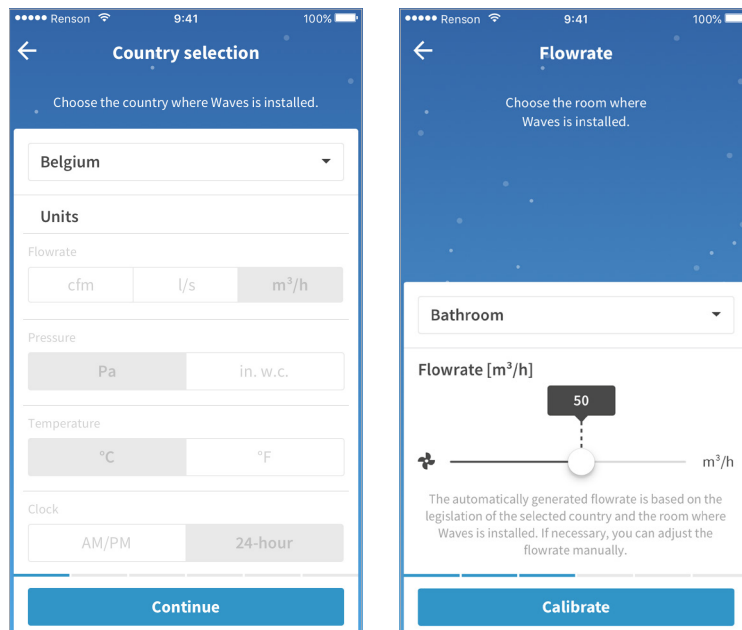 Renson 9:41 100%
Country selection
Choose the country where Waves is installed.
Belgium
Units
Flowrate
cfm l/s m³/h
Pressure
Pa in. w.c.
Temperature
°C °F
Clock
AM/PM 24-hour
Continue
Renson 9:41 100%
Flowrate
Choose the room where
Waves is installed.
Bathroom
Flowrate [m³/h]
50
m³/h
The automatically generated flowrate is based on the
legislation of the selected country and the room where
Waves is installed. If necessary, you can adjust the
flowrate manually.
Calibrate